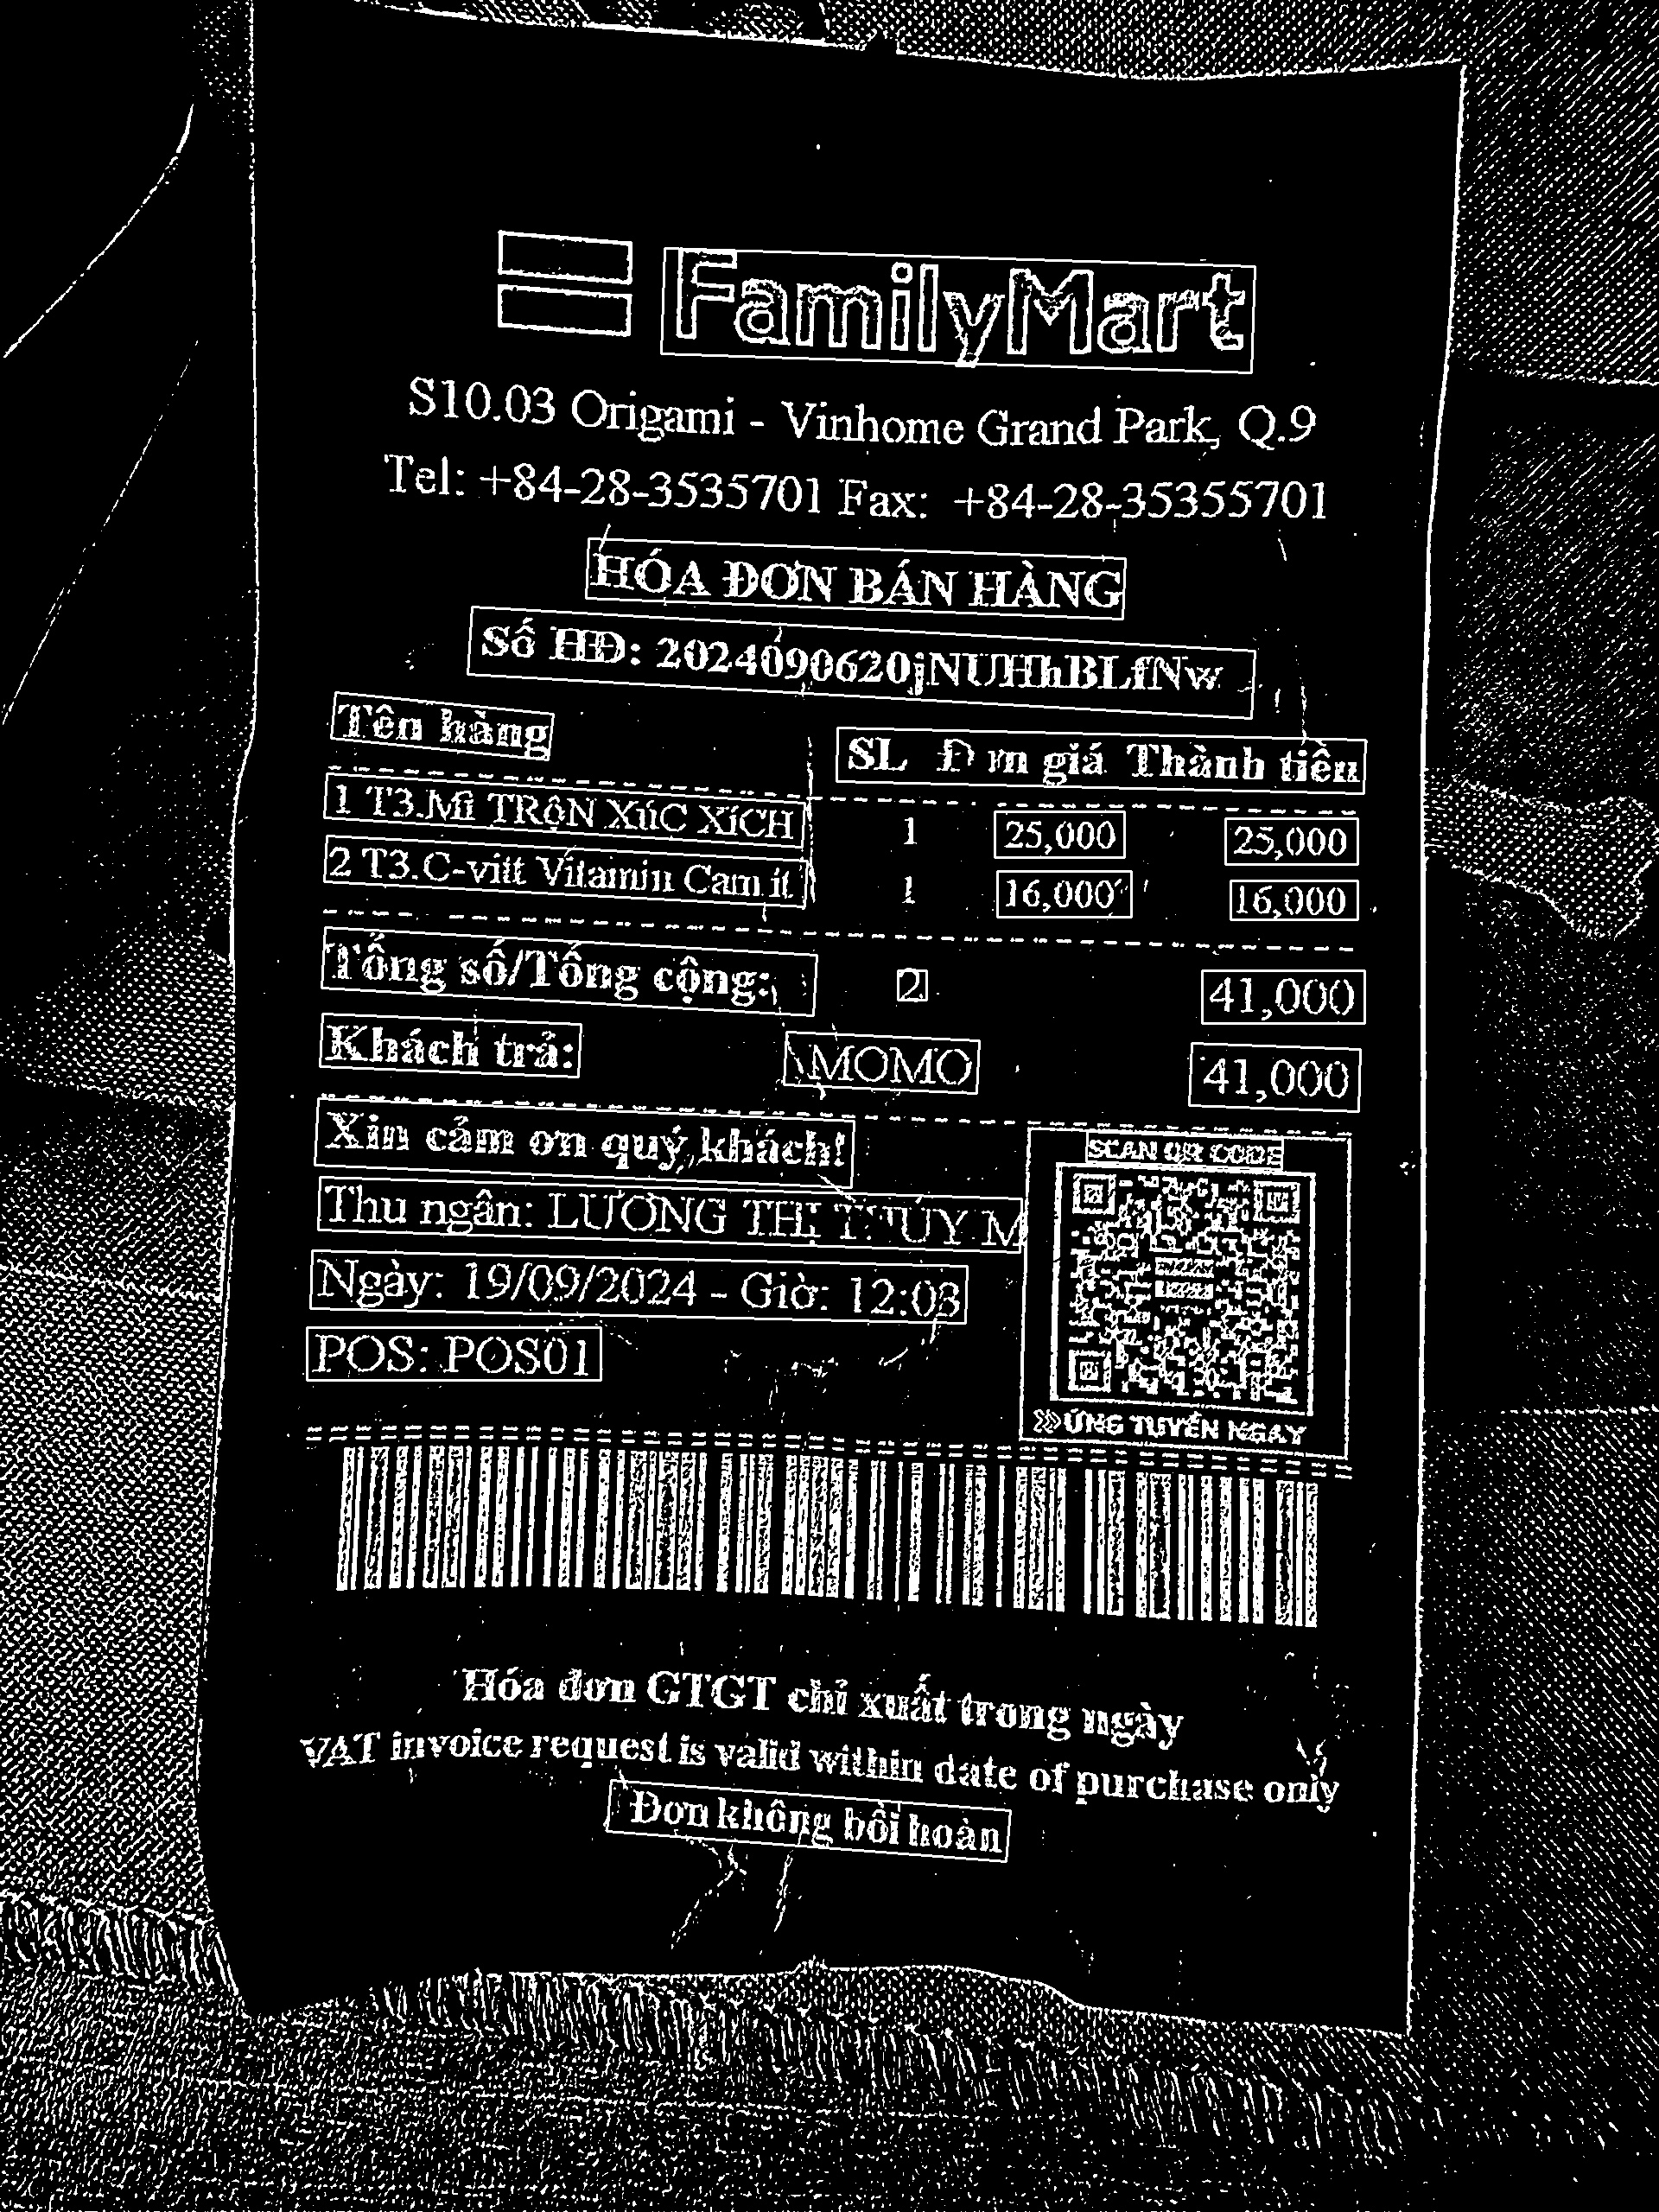 FamilyMart
S10.03 Origami - Vinhome Grand Park, Q.9
Tel: +84-28-3535701 Fax: +84-28-35355701
HÓA ĐƠN BÁN HÀNG
Số HĐ: 2024090620jNUHhBLfNw
Tên hàng SL Đơn giá Thành tiền
1 T3.Mì TRộN XúC XíCH 1 25,000 25,000
2 T3.C-vitt Vitamin Cam ít 1 16,000 16,000
Tổng số/Tổng cộng: 2 41,000
Khách trả: MOMO 41,000
Xin cảm ơn quý khách!
SCAN QR CODE
Thu ngân: LƯƠNG THỊ THÚY M
Ngày: 19/09/2024 - Giờ: 12:03
POS: POS01
ỨNG TUYỂN NGAY
Hóa đơn GTGT chỉ xuất trong ngày
VAT invoice request is valid within date of purchase only
Đơn không bồi hoàn